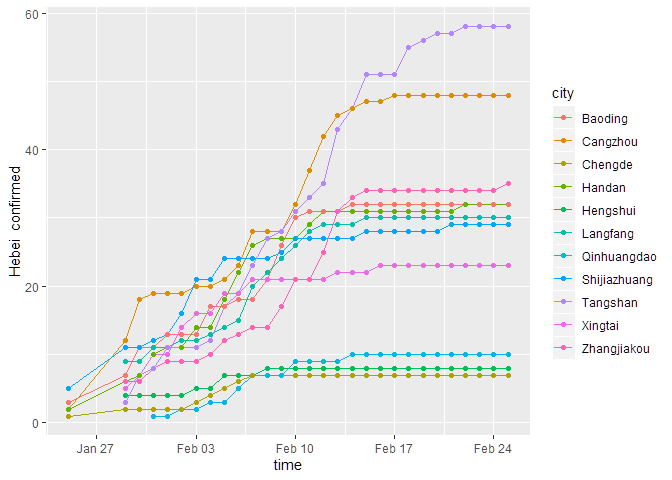 60
40
20
0
Hebei confirmed
Jan 27
Feb 03
Feb 10
Feb 17
Feb 24
time
city
Baoding
Cangzhou
Chengde
Handan
Hengshui
Langfang
Qinhuangdao
Shijiazhuang
Tangshan
Xingtai
Zhangjiakou